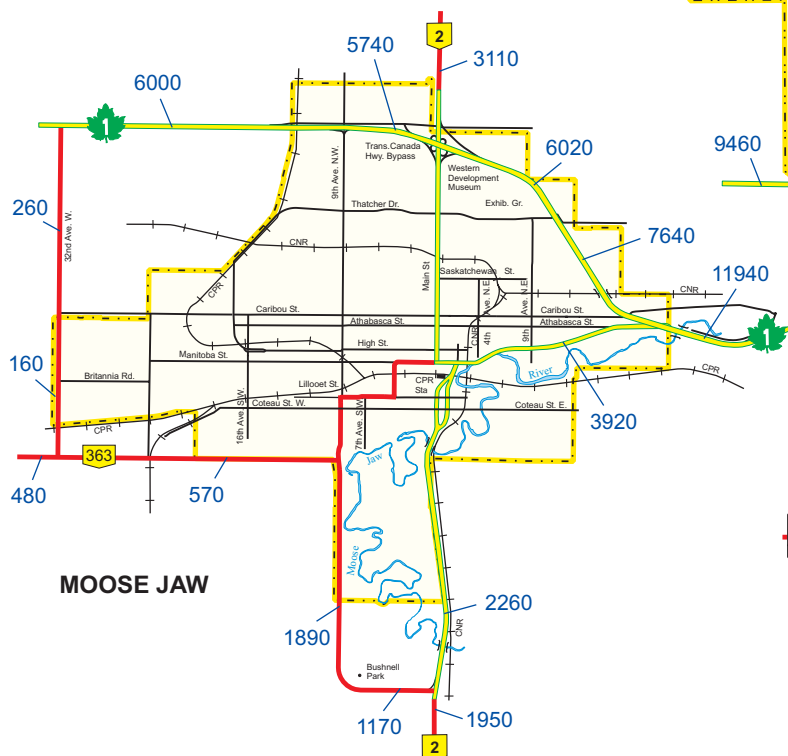 2
5740
3110
6000
1
9th Ave. N.W.
Trans.Canada
Hwy. Bypass
Western
Development
Museum
6020
9460
Thatcher Dr.
Exhib. Gr.
260
32nd Ave. W.
CNR
7640
Main St
Saskatchewan St.
CPR
4th Ave. N.E.
9th Ave. N.E.
CNR
11940
Caribou St.
Caribou St.
Athabasca St.
Athabasca St.
1
High St.
CNR
Manitoba St.
160
River
CPR
Britannia Rd.
Lillooet St.
CPR
Sta
16th Ave. S.W.
Coteau St. W.
7th Ave. S.W.
Coteau St. E.
3920
CPR
363
Jaw
480
570
Moose
MOOSE JAW
2260
1890
CNR
Bushnell
Park
1170
1950
2